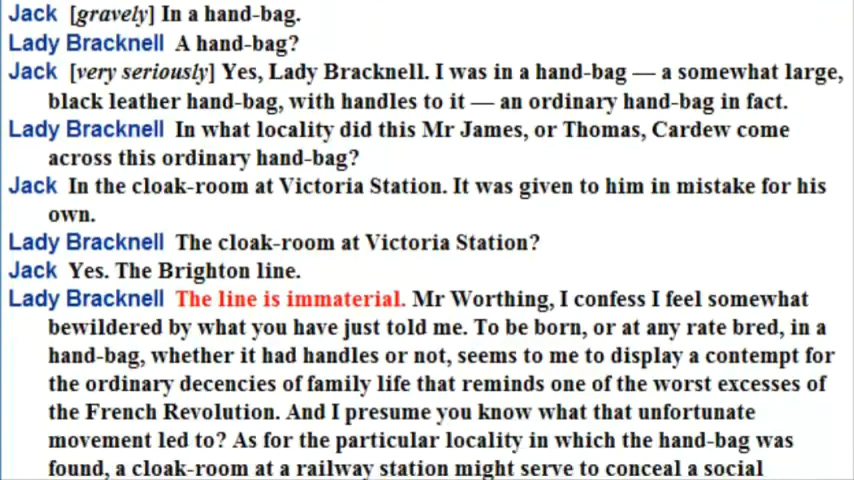 Jack [gravely] In a hand-bag.
Lady Bracknell A hand-bag?
Jack [very seriously] Yes, Lady Bracknell. I was in a hand-bag — a somewhat large,
black leather hand-bag, with handles to it — an ordinary hand-bag in fact.
Lady Bracknell In what locality did this Mr James, or Thomas, Cardew come
across this ordinary hand-bag?
Jack In the cloak-room at Victoria Station. It was given to him in mistake for his
own.
Lady Bracknell The cloak-room at Victoria Station?
Jack Yes. The Brighton line.
Lady Bracknell The line is immaterial. Mr Worthing, I confess I feel somewhat
bewildered by what you have just told me. To be born, or at any rate bred, in a
hand-bag, whether it had handles or not, seems to me to display a contempt for
the ordinary decencies of family life that reminds one of the worst excesses of
the French Revolution. And I presume you know what that unfortunate
movement led to? As for the particular locality in which the hand-bag was
found, a cloak-room at a railway station might serve to conceal a social